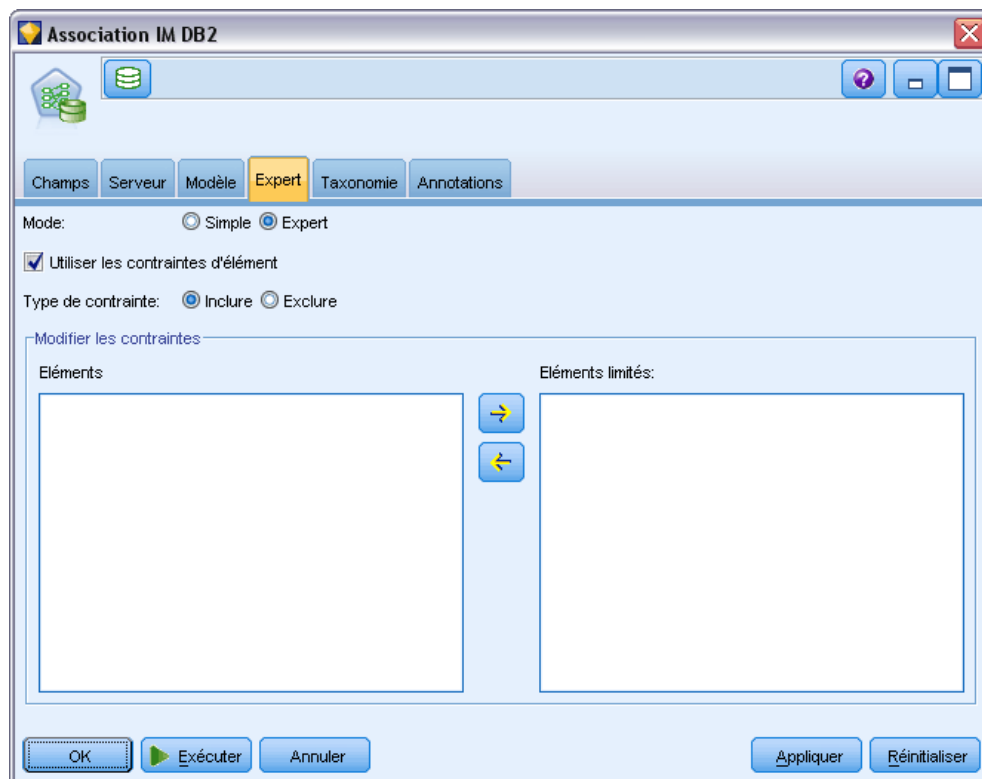 Association IM DB2
Champs Serveur Modèle Expert Taxonomie Annotations
Mode: Simple Expert
Utiliser les contraintes d'élément
Type de contrainte: Inclure Exclure
Modifier les contraintes
Eléments Eléments limités:
OK Exécuter Annuler Appliquer Réinitialiser